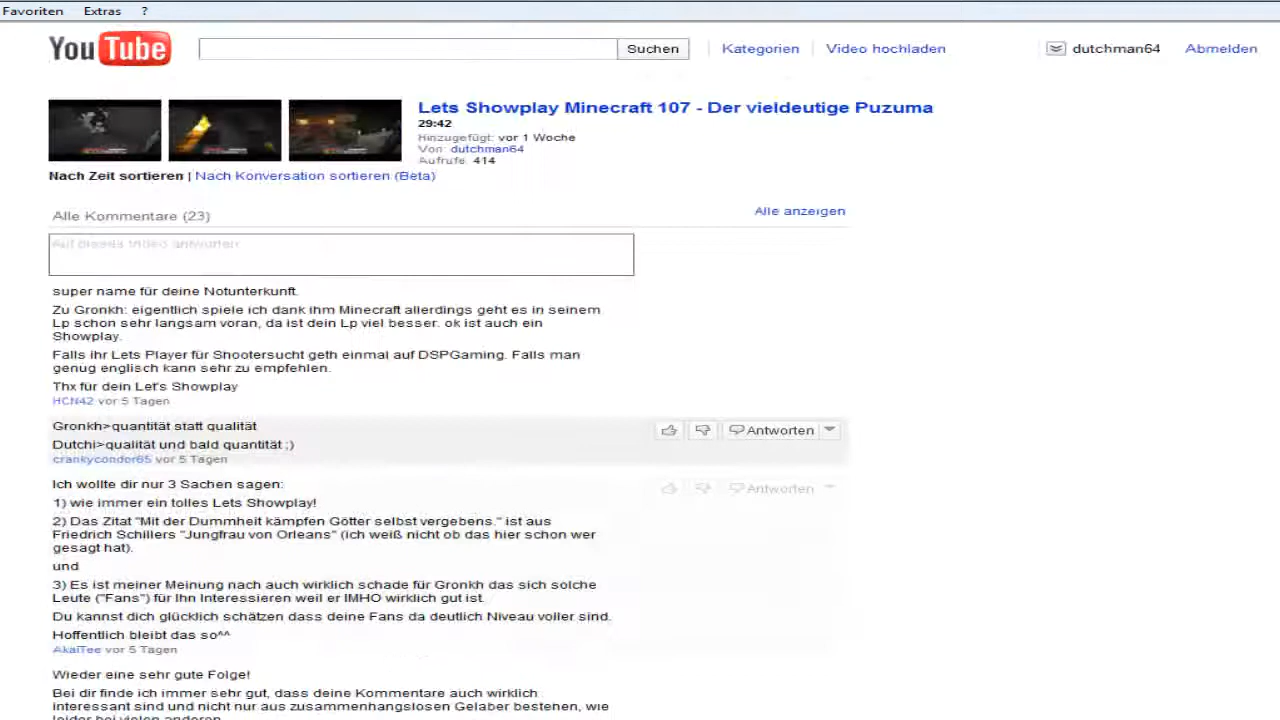 Favoriten Extras ?
YouTube Suchen Kategorien Video hochladen dutchman64 Abmelden
Lets Showplay Minecraft 107 - Der vieldeutige Puzuma
29:42
Hinzugefügt: vor 1 Woche
Von: dutchman64
Aufrufe: 414
Nach Zeit sortieren | Nach Konversation sortieren (Beta)
Alle Kommentare (23) Alle anzeigen
Auf dieses Video antworten
super name für deine Notunterkunft.
Zu Gronkh: eigentlich spiele ich dank ihm Minecraft allerdings geht es in seinem
Lp schon sehr langsam voran, da ist dein Lp viel besser. ok ist auch ein
Showplay.
Falls ihr Lets Player für Shootersucht geth einmal auf DSPGaming. Falls man
genug englisch kann sehr zu empfehlen.
Thx für dein Let's Showplay
HCN42 vor 5 Tagen
Gronkh>quantität statt qualität Antworten
Dutchi>qualität und bald quantität ;)
crankycondor65 vor 5 Tagen
Ich wollte dir nur 3 Sachen sagen: Antworten
1) wie immer ein tolles Lets Showplay!
2) Das Zitat "Mit der Dummheit kämpfen Götter selbst vergebens." ist aus
Friedrich Schillers "Jungfrau von Orleans" (ich weiß nicht ob das hier schon wer
gesagt hat).
und
3) Es ist meiner Meinung nach auch wirklich schade für Gronkh das sich solche
Leute ("Fans") für Ihn Interessieren weil er IMHO wirklich gut ist.
Du kannst dich glücklich schätzen dass deine Fans da deutlich Niveau voller sind.
Hoffentlich bleibt das so^^
AkaiTee vor 5 Tagen
Wieder eine sehr gute Folge!
Bei dir finde ich immer sehr gut, dass deine Kommentare auch wirklich
interessant sind und nicht nur aus zusammenhangslosen Gelaber bestehen, wie
leider bei vielen anderen